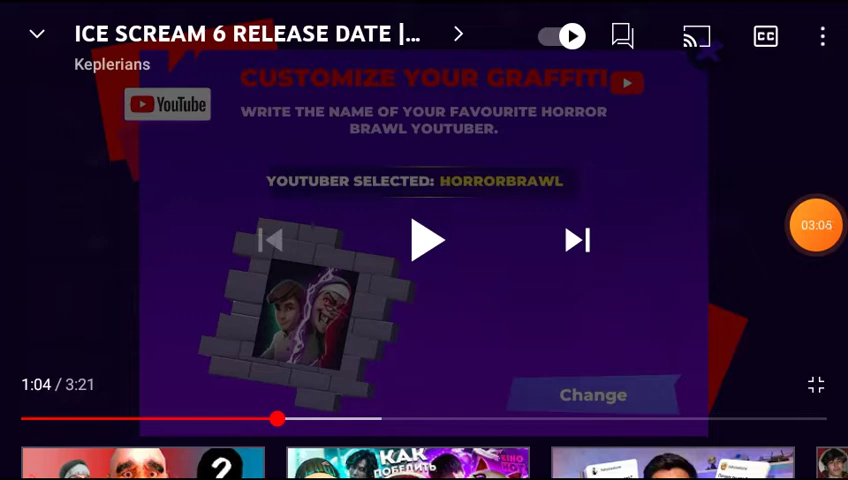 ICE SCREAM 6 RELEASE DATE |...
Keplerians
CC
CUSTOMIZE YOUR GRAFFITI
YouTube
WRITE THE NAME OF YOUR FAVOURITE HORROR
BRAWL YOUTUBER.
YOUTUBER SELECTED: HORRORBRAWL
03:05
1:04 / 3:21
Change
?
КАК
ПОБЕДИТЬ